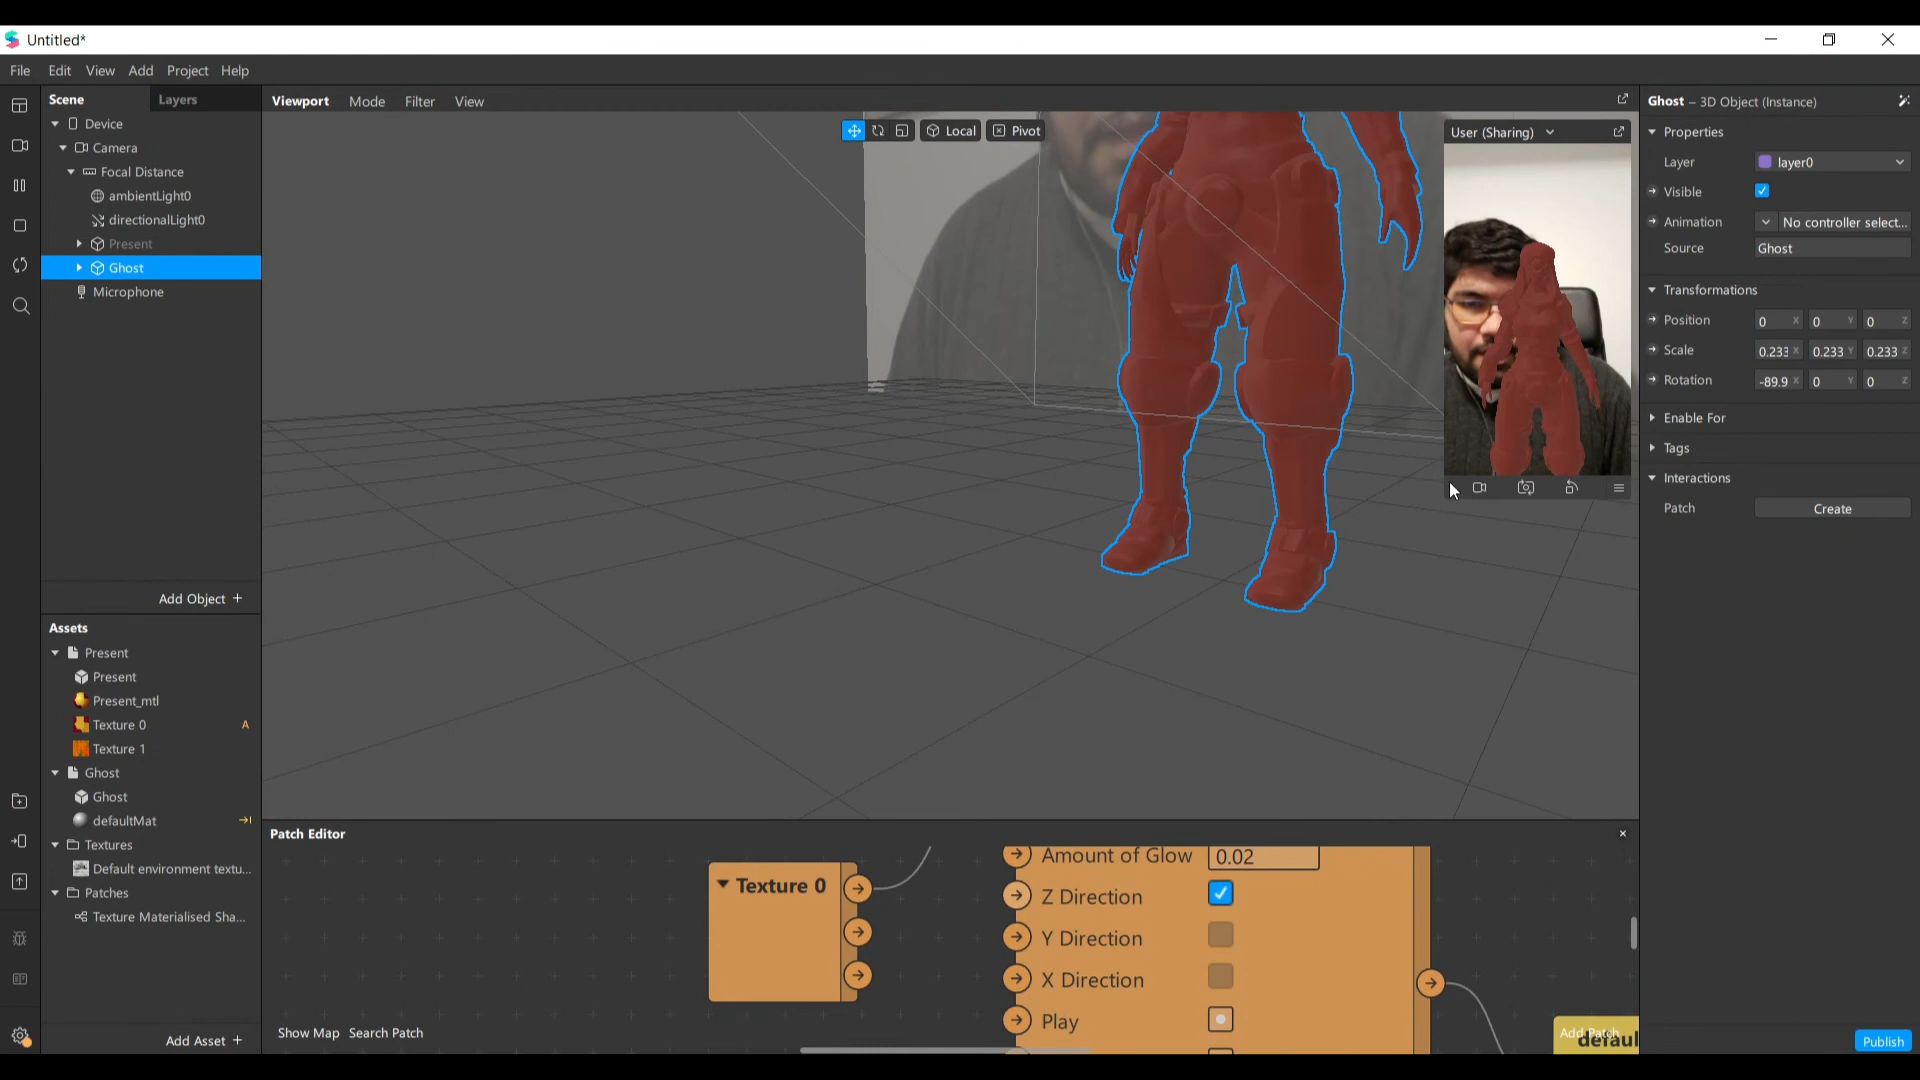 Untitled*
File Edit View Add Project Help
Scene Layers
Device
Camera
Focal Distance
ambientLight0
directionalLight0
Present
Ghost
Microphone
Add Object +
Assets
Present
Present
Present_mtl
Texture 0 A
Texture 1
Ghost
Ghost
defaultMat
Textures
Default environment textu...
Patches
Texture Materialised Sha...
Add Asset +
Viewport Mode Filter View
Local Pivot
User (Sharing)
Patch Editor
Texture 0
Amount of Glow 0.02
Z Direction
Y Direction
X Direction
Play
Show Map Search Patch
Add Patch
defaul
Ghost – 3D Object (Instance)
Properties
Layer layer0
Visible
Animation No controller select...
Source Ghost
Transformations
Position 0 X 0 Y 0 Z
Scale 0.233 X 0.233 Y 0.233 Z
Rotation -89.9 X 0 Y 0 Z
Enable For
Tags
Interactions
Patch Create
Publish